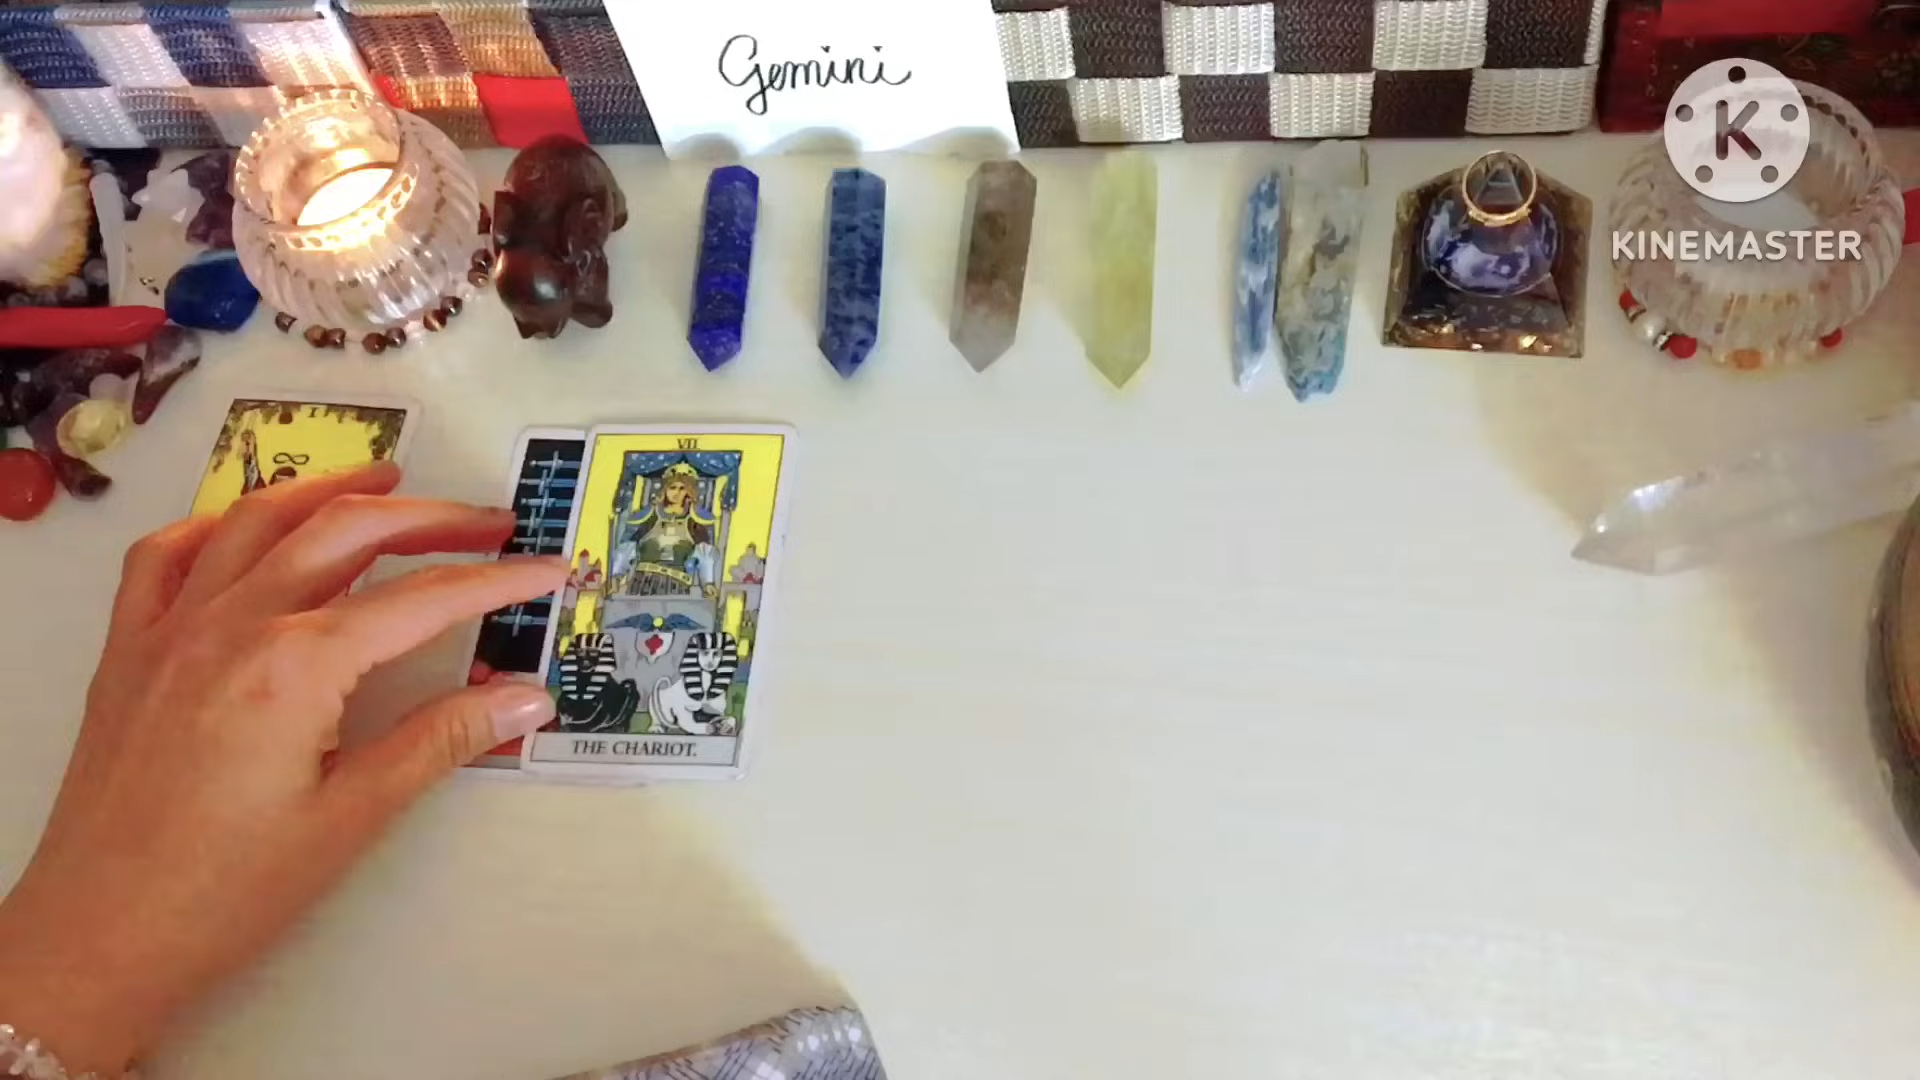 Gemini
K
KINEMASTER
I
VII.
THE CHARIOT.